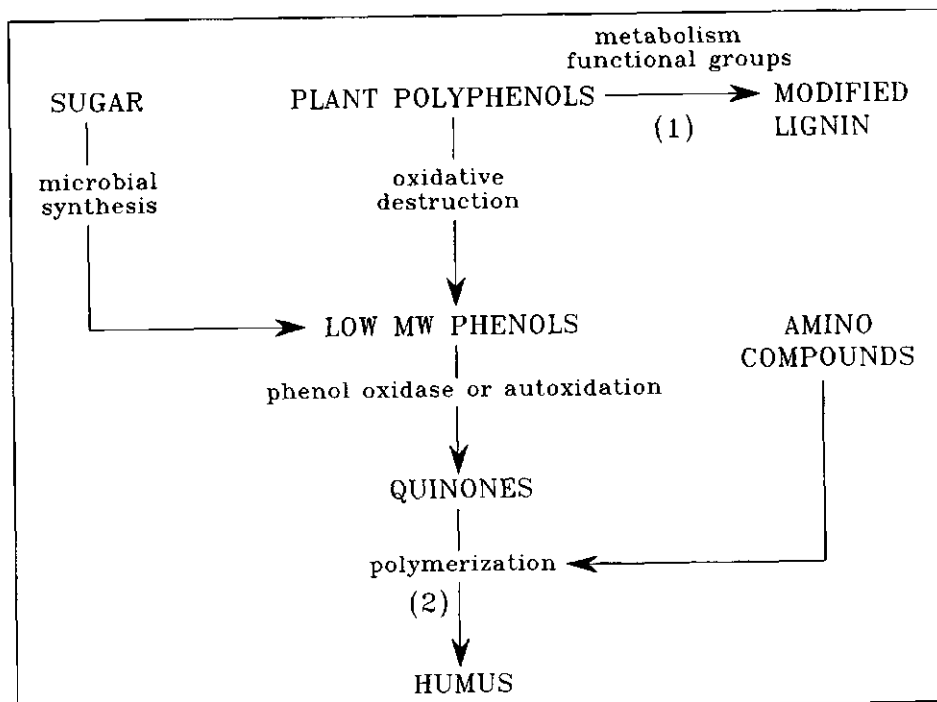 metabolism
functional groups
SUGAR
PLANT POLYPHENOLS
MODIFIED
LIGNIN
(1)
microbial
synthesis
oxidative
destruction
LOW MW PHENOLS
AMINO
COMPOUNDS
phenol oxidase or autoxidation
QUINONES
polymerization
(2)
HUMUS